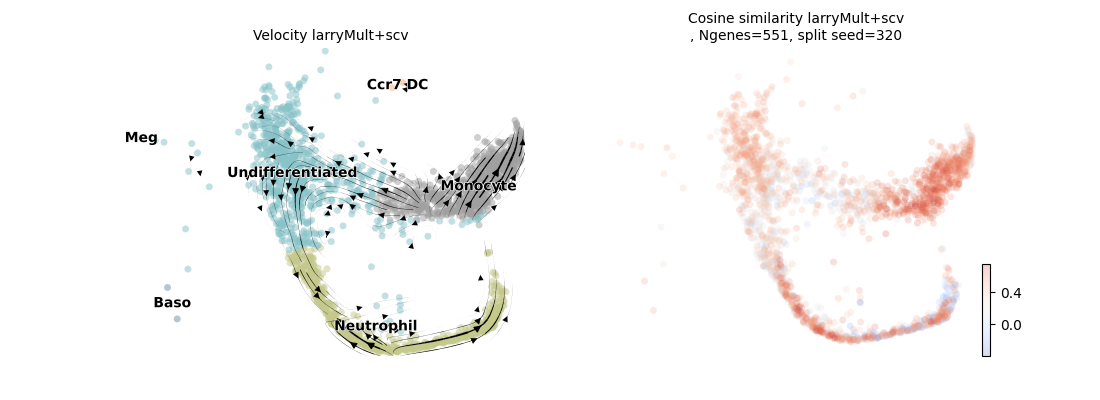 Velocity larryMult+scv
Cosine similarity larryMult+scv
, Ngenes=551, split seed=320
Ccr7 DC
Meg
Undifferentiated
Monocyte
Baso
Neutrophil
0.4
0.0